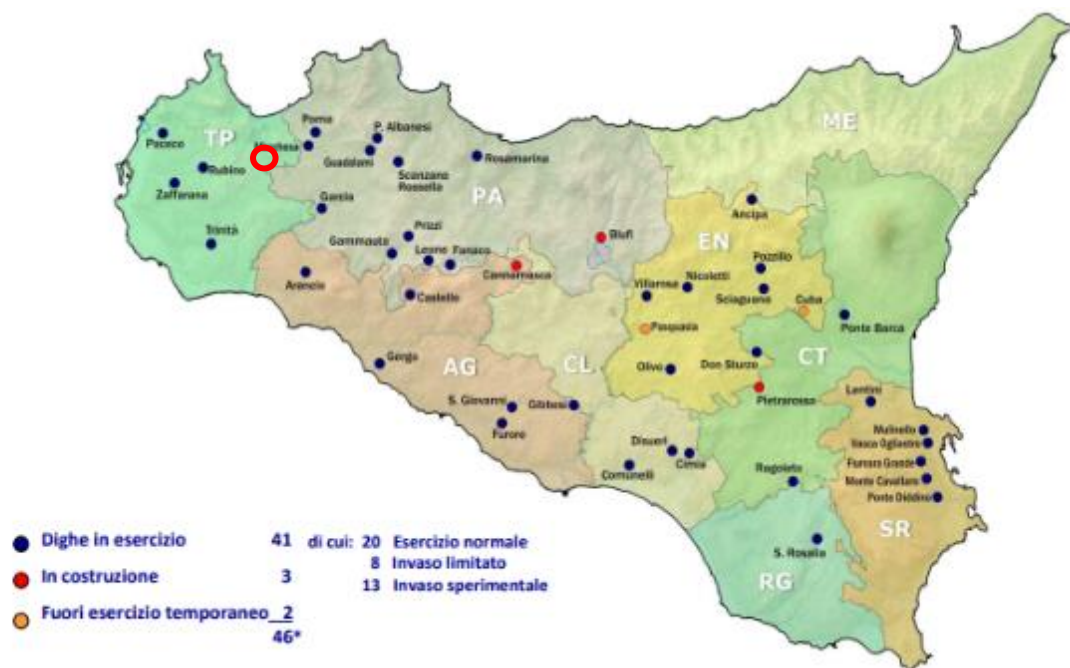 ME
Poma
TP
P. Albanesi
Paceco
Guadalami
Rosamarina
Rubino
Scanzano
Rossella
Zaffarana
PA
Garcia
Ancipa
Prizzi
Trinità
Blufi
EN
Gammauta
Leone
Fanaco
Pozzillo
Arancio
Cannamasca
Nicoletti
Villarosa
Sciaguana
Castello
Cuba
Pasquasia
Ponte Barca
CT
Gorgo
AG
CL
Olivo
Don Sturzo
Lentini
S. Giovanni
Gibbesi
Pietrarossa
Furore
Mulinello
Disueri
Vasca Ogliastro
Cimia
Comunelli
Ragoleto
Monte Cavallaro
Ponte Diddino
SR
S. Rosalia
RG
Dighe in esercizio 41 di cui: 20 Esercizio normale
8 Invaso limitato
In costruzione 3
13 Invaso sperimentale
Fuori esercizio temporaneo 2
46*